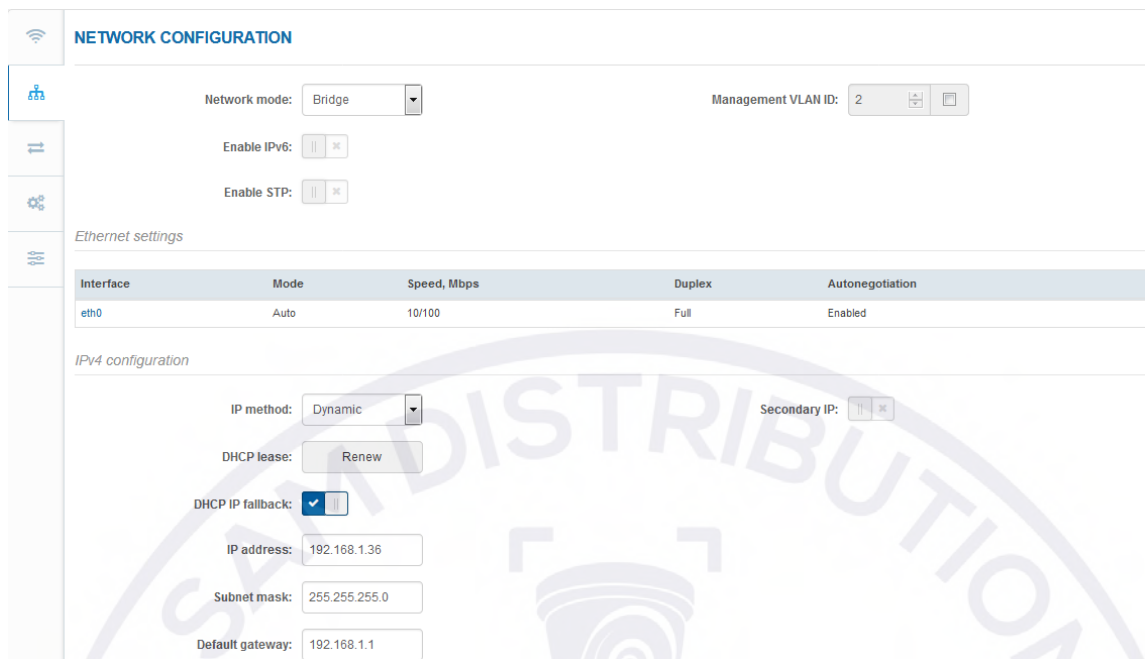 NETWORK CONFIGURATION
Network mode: Bridge Management VLAN ID: 2
Enable IPv6:
Enable STP:
Ethernet settings
Interface Mode Speed, Mbps Duplex Autonegotiation
eth0 Auto 10/100 Full Enabled
IPv4 configuration
IP method: Dynamic Secondary IP:
DHCP lease: Renew
DHCP IP fallback:
IP address: 192.168.1.36
Subnet mask: 255.255.255.0
Default gateway: 192.168.1.1
SAM DISTRIBUTION